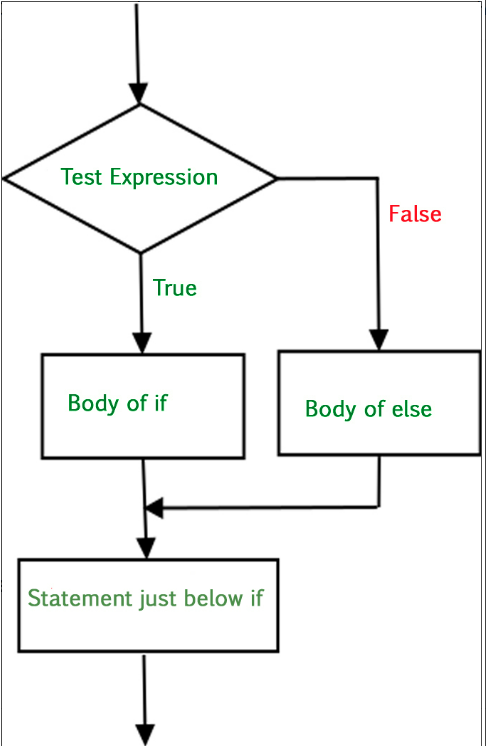 Test Expression
False
True
Body of if
Body of else
Statement just below if